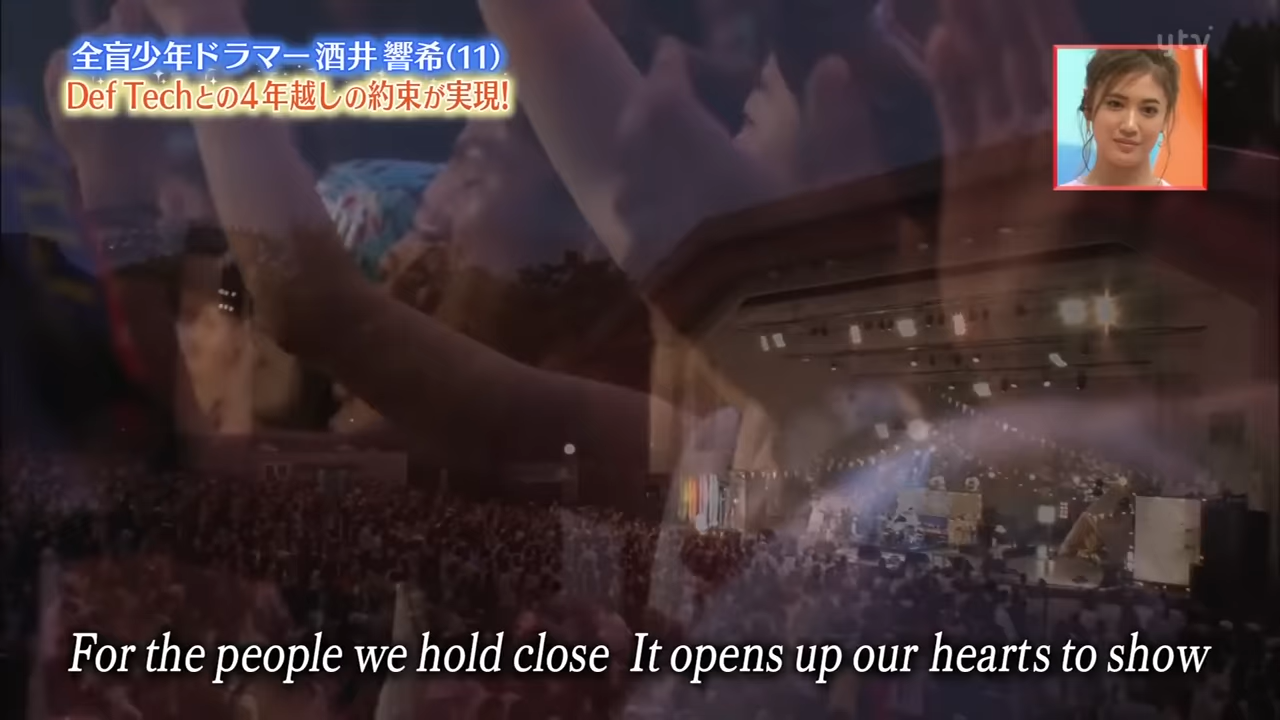 全盲少年ドラマー 酒井 響希(11)
ytv
Def Techとの4年越しの約束が実現!
For the people we hold close It opens up our hearts to show